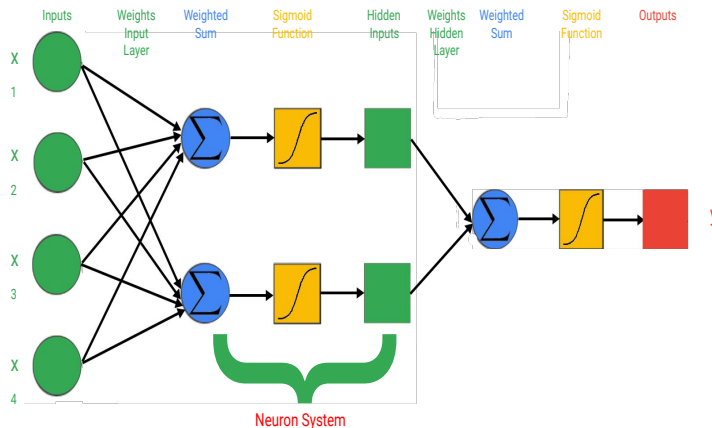 Inputs
Weights
Input
Layer
Weighted
Sum
Sigmoid
Function
Hidden
Inputs
Weights
Hidden
Layer
Weighted
Sum
Sigmoid
Function
Outputs
X
1
X
2
X
3
X
4
Σ
Σ
Σ
Neuron System